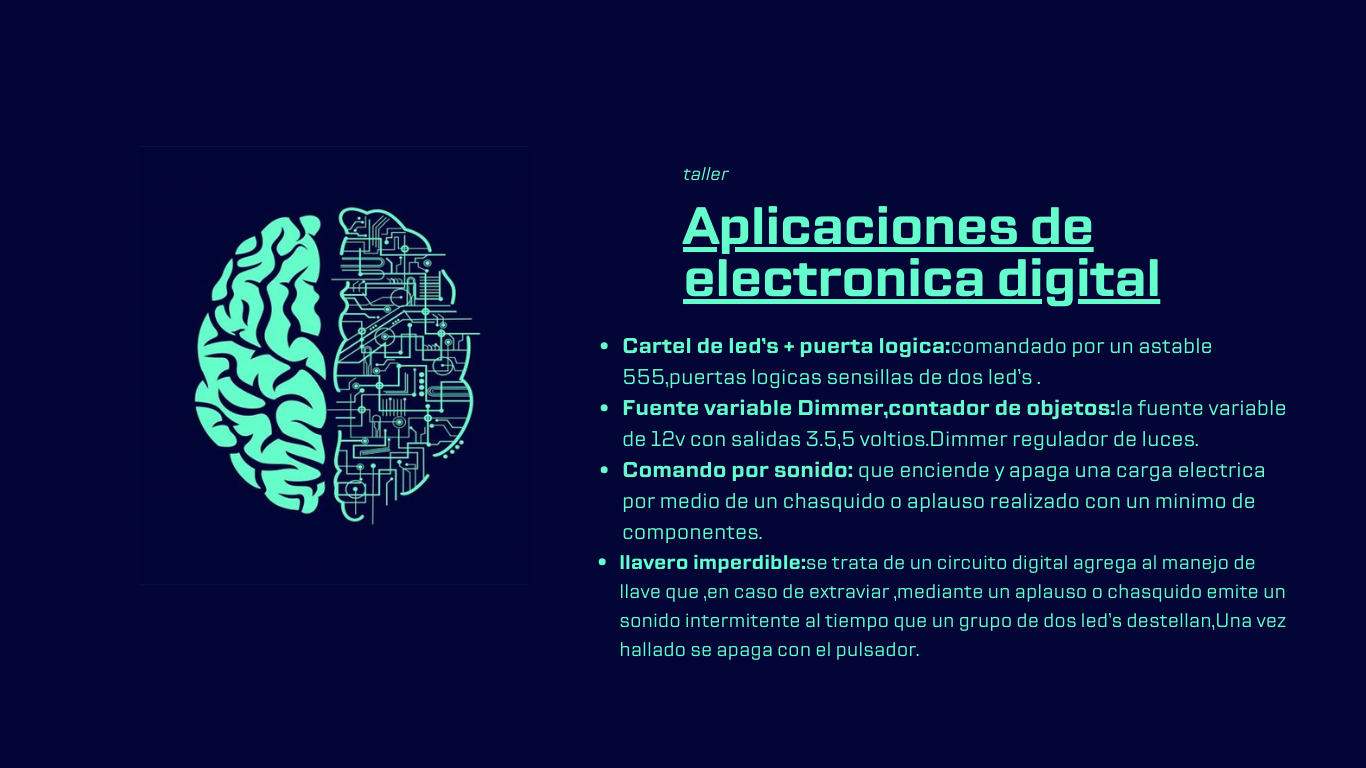 taller
Aplicaciones de
electronica digital
• Cartel de led's + puerta logica:comandado por un astable
555,puertas logicas sensillas de dos led's .
• Fuente variable Dimmer,contador de objetos:la fuente variable
de 12v con salidas 3.5,5 voltios.Dimmer regulador de luces.
• Comando por sonido: que enciende y apaga una carga electrica
por medio de un chasquido o aplauso realizado con un minimo de
componentes.
• llavero imperdible:se trata de un circuito digital agrega al manejo de
llave que ,en caso de extraviar ,mediante un aplauso o chasquido emite un
sonido intermitente al tiempo que un grupo de dos led's destellan,Una vez
hallado se apaga con el pulsador.